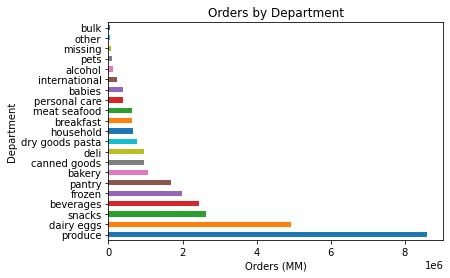 Orders by Department
Department
bulk
other
missing
pets
alcohol
international
babies
personal care
meat seafood
breakfast
household
dry goods pasta
deli
canned goods
bakery
pantry
frozen
beverages
snacks
dairy eggs
produce
0 2 4 6 8
1e6
Orders (MM)